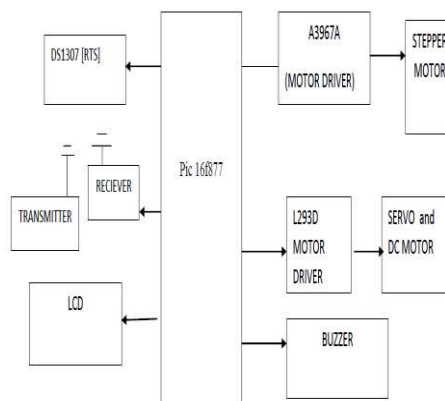 DS1307 [RTS]
A3967A
(MOTOR DRIVER)
STEPPER
MOTOR
RECIEVER
TRANSMITTER
Pic 16f877
L293D
MOTOR
DRIVER
SERVO and
DC MOTOR
LCD
BUZZER